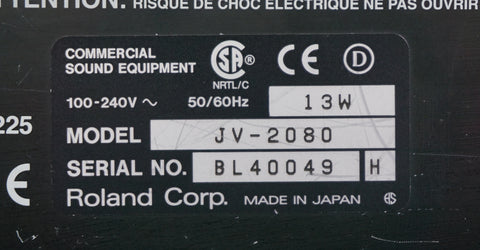 ATTENTION: RISQUE DE CHOC ELECTRIQUE NE PAS OUVRIR
COMMERCIAL
SOUND EQUIPMENT
NRTL/C
D
100-240V ~ 50/60Hz 13W
225
MODEL JV-2080
SERIAL NO. BL40049 H
CE
Roland Corp. MADE IN JAPAN